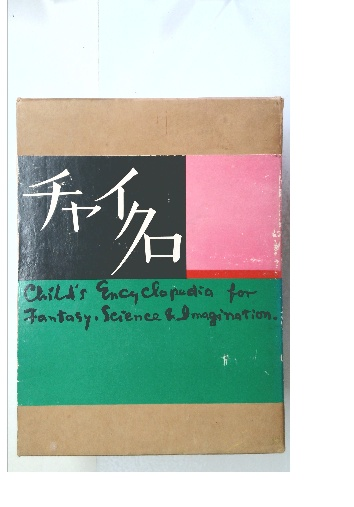 チャイクロ
Child's Encyclopedia for
Fantasy. Science & Imagination.